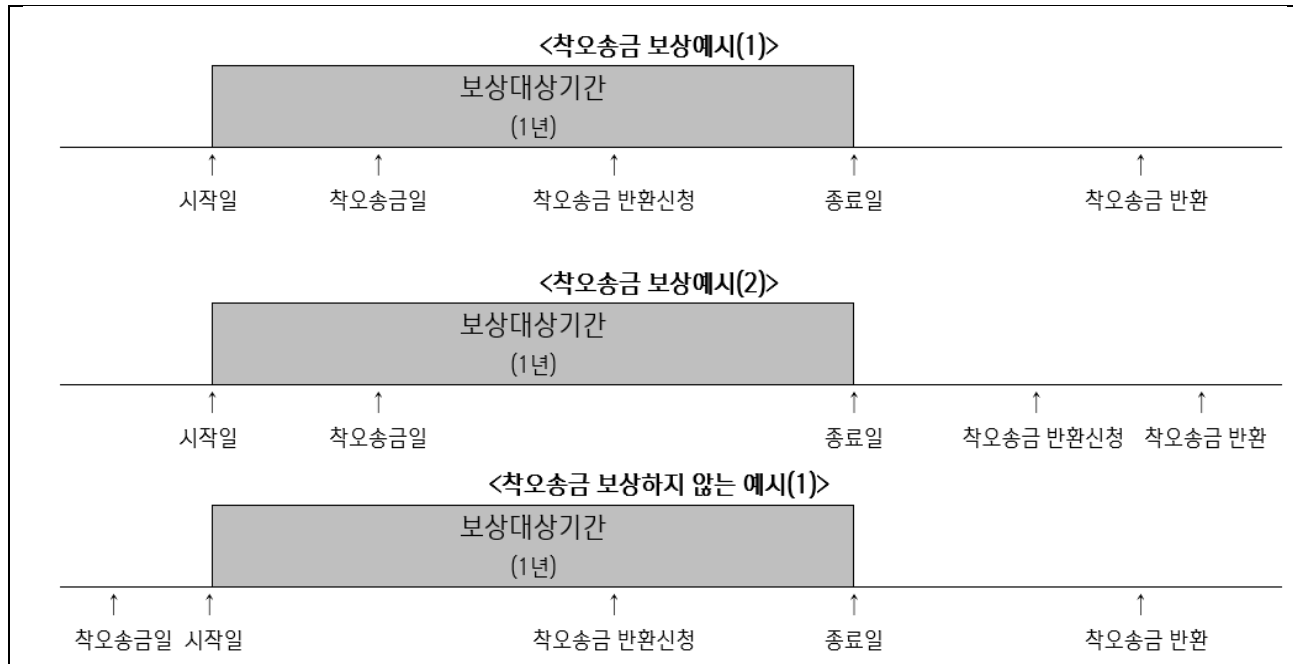 <착오송금 보상예시(1)>
보상대상기간
(1년)
↑ ↑ ↑ ↑ ↑
시작일 착오송금일 착오송금 반환신청 종료일 착오송금 반환
<착오송금 보상예시(2)>
보상대상기간
(1년)
↑ ↑ ↑ ↑ ↑
시작일 착오송금일 종료일 착오송금 반환신청 착오송금 반환
<착오송금 보상하지 않는 예시(1)>
보상대상기간
(1년)
↑ ↑ ↑ ↑ ↑
착오송금일 시작일 착오송금 반환신청 종료일 착오송금 반환